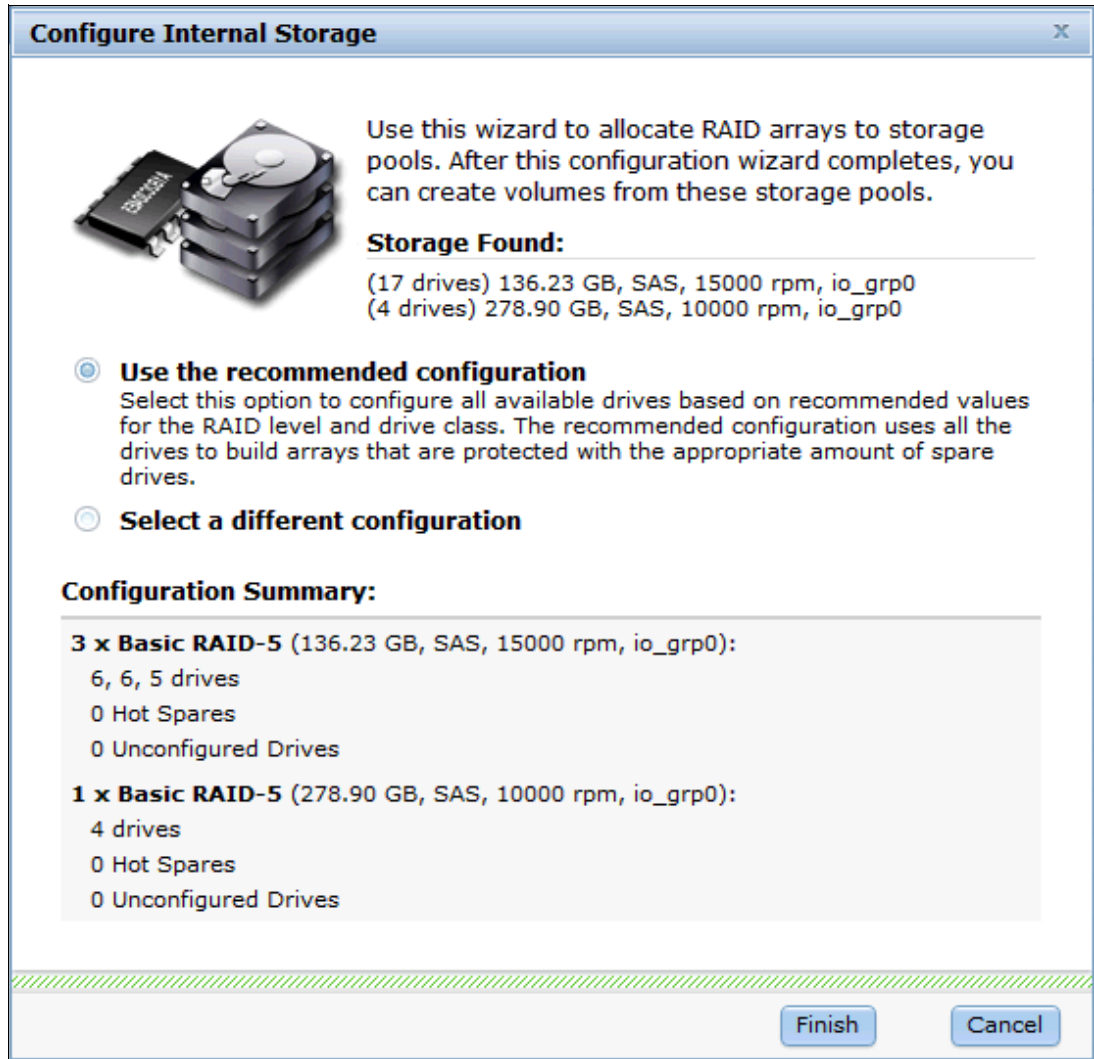 Configure Internal Storage
x
Use this wizard to allocate RAID arrays to storage
pools. After this configuration wizard completes, you
can create volumes from these storage pools.
Storage Found:
(17 drives) 136.23 GB, SAS, 15000 rpm, io_grp0
(4 drives) 278.90 GB, SAS, 10000 rpm, io_grp0
Use the recommended configuration
Select this option to configure all available drives based on recommended values
for the RAID level and drive class. The recommended configuration uses all the
drives to build arrays that are protected with the appropriate amount of spare
drives.
Select a different configuration
Configuration Summary:
3 x Basic RAID-5 (136.23 GB, SAS, 15000 rpm, io_grp0):
6, 6, 5 drives
0 Hot Spares
0 Unconfigured Drives
1 x Basic RAID-5 (278.90 GB, SAS, 10000 rpm, io_grp0):
4 drives
0 Hot Spares
0 Unconfigured Drives
Finish
Cancel